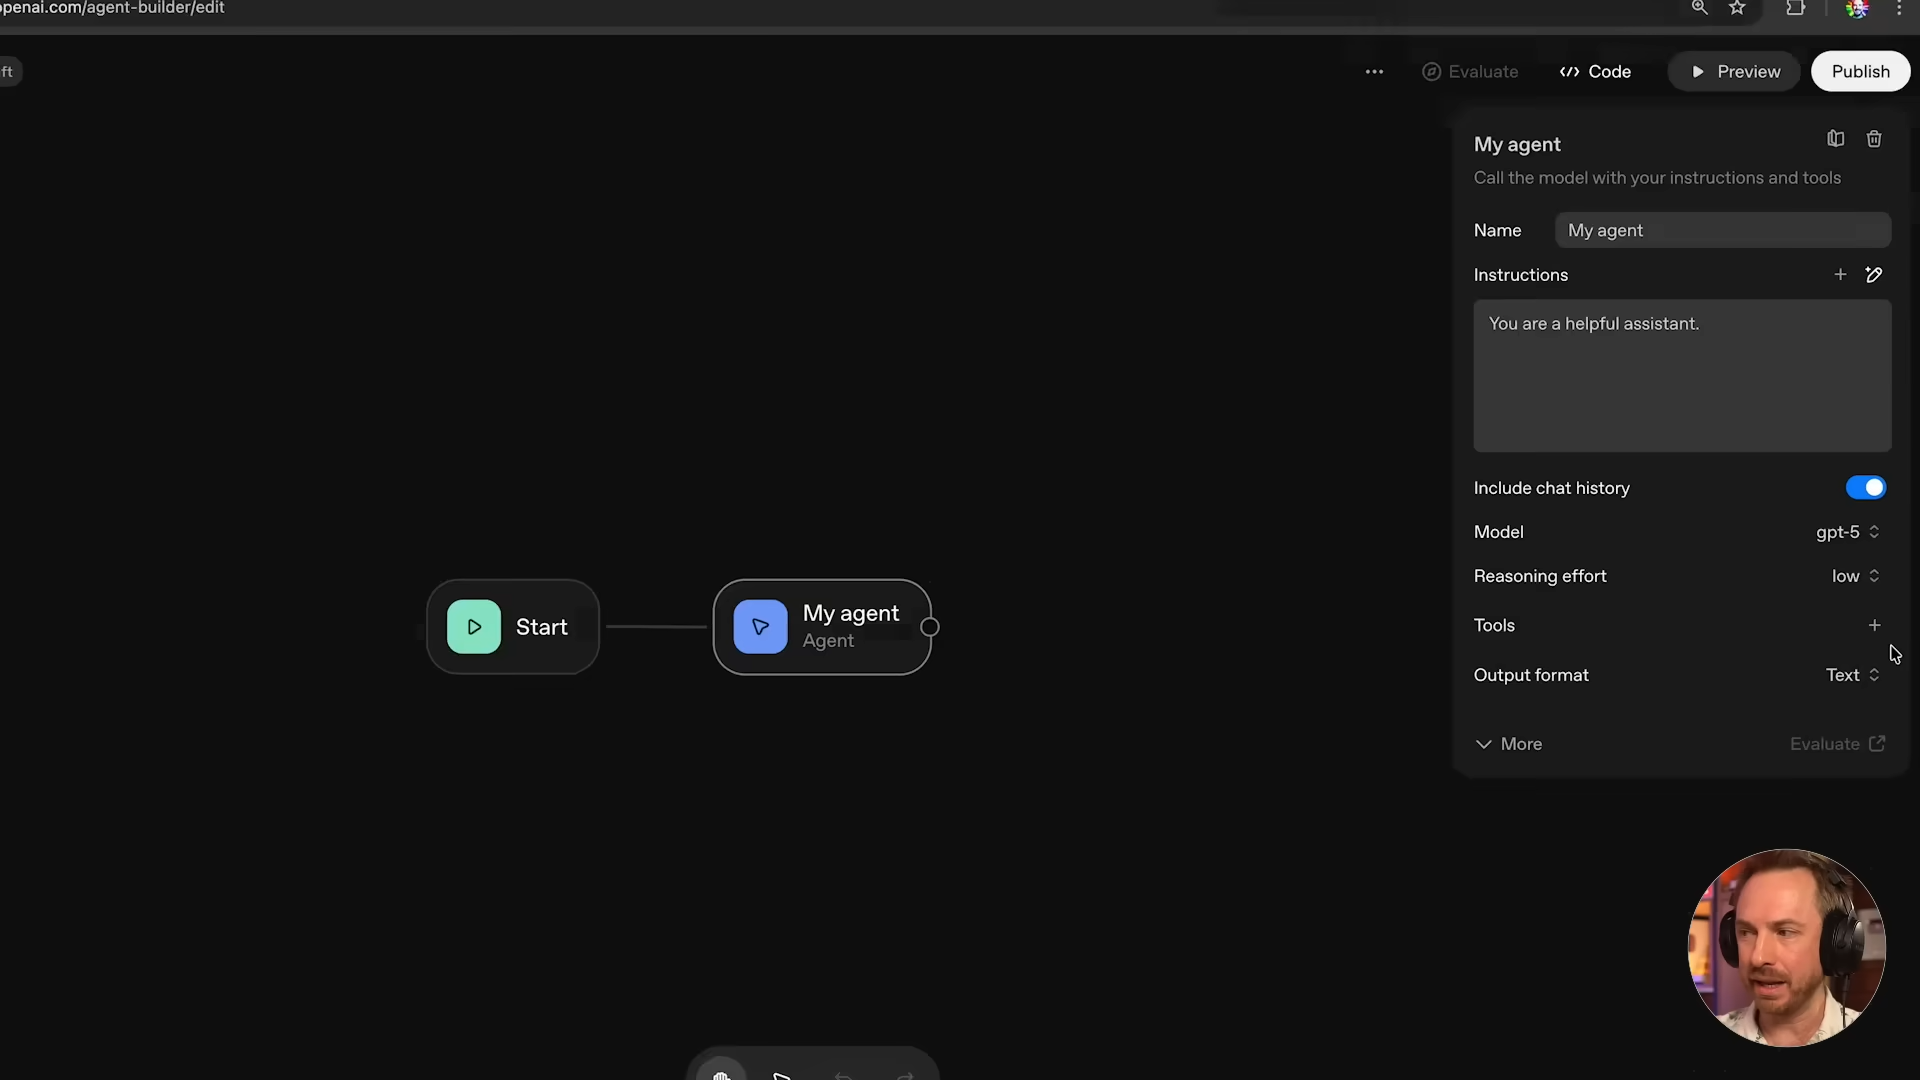 openai.com/agent-builder/edit
ft
Evaluate
Code
Preview
Publish
My agent
Call the model with your instructions and tools
Name
My agent
Instructions
You are a helpful assistant.
Include chat history
Model
gpt-5
Reasoning effort
low
Tools
Output format
Text
More
Evaluate
Start
My agent
Agent